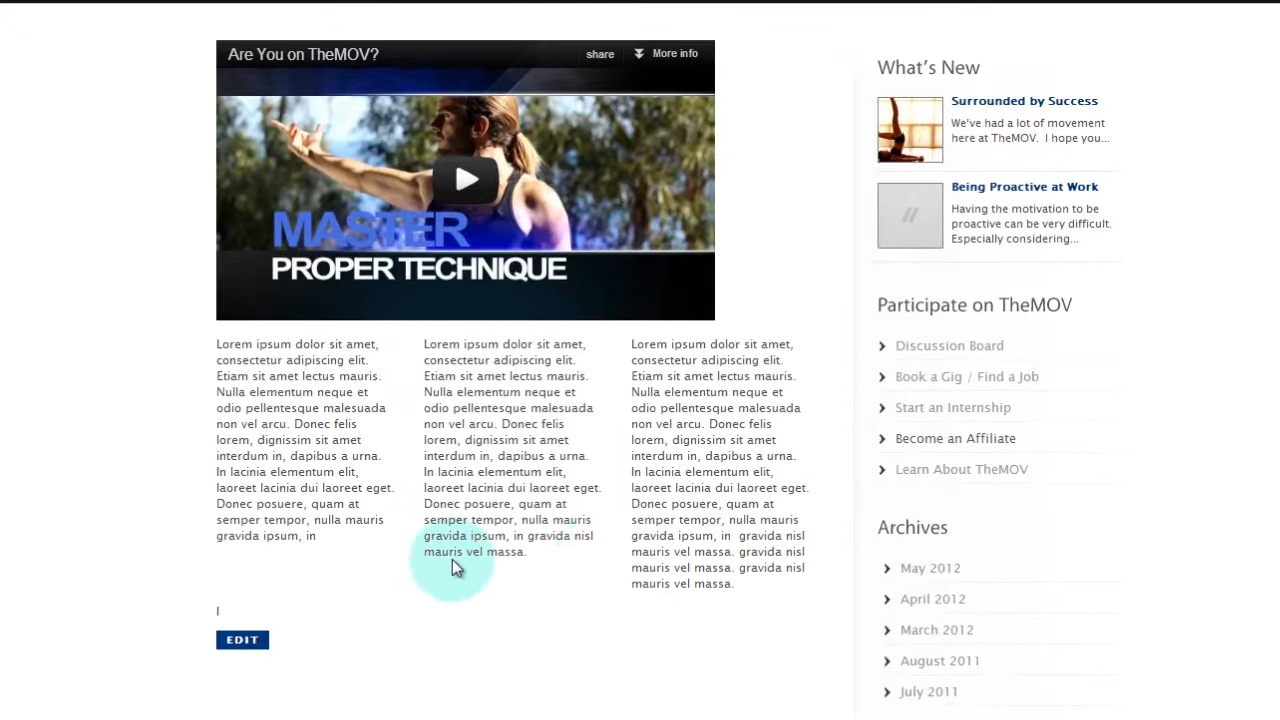 Are You on TheMOV?
share
More info
MASTER
PROPER TECHNIQUE
Lorem ipsum dolor sit amet,
consectetur adipiscing elit.
Etiam sit amet lectus mauris.
Nulla elementum neque et
odio pellentesque malesuada
non vel arcu. Donec felis
lorem, dignissim sit amet
interdum in, dapibus a urna.
In lacinia elementum elit,
laoreet lacinia dui laoreet eget.
Donec posuere, quam at
semper tempor, nulla mauris
gravida ipsum, in
Lorem ipsum dolor sit amet,
consectetur adipiscing elit.
Etiam sit amet lectus mauris.
Nulla elementum neque et
odio pellentesque malesuada
non vel arcu. Donec felis
lorem, dignissim sit amet
interdum in, dapibus a urna.
In lacinia elementum elit,
laoreet lacinia dui laoreet eget.
Donec posuere, quam at
semper tempor, nulla mauris
gravida ipsum, in gravida nisl
mauris vel massa.
Lorem ipsum dolor sit amet,
consectetur adipiscing elit.
Etiam sit amet lectus mauris.
Nulla elementum neque et
odio pellentesque malesuada
non vel arcu. Donec felis
lorem, dignissim sit amet
interdum in, dapibus a urna.
In lacinia elementum elit,
laoreet lacinia dui laoreet eget.
Donec posuere, quam at
semper tempor, nulla mauris
gravida ipsum, in gravida nisl
mauris vel massa. gravida nisl
mauris vel massa. gravida nisl
mauris vel massa.
l
EDIT
What's New
Surrounded by Success
We've had a lot of movement
here at TheMOV. I hope you...
Being Proactive at Work
Having the motivation to be
proactive can be very difficult.
Especially considering...
Participate on TheMOV
Discussion Board
Book a Gig / Find a Job
Start an Internship
Become an Affiliate
Learn About TheMOV
Archives
May 2012
April 2012
March 2012
August 2011
July 2011